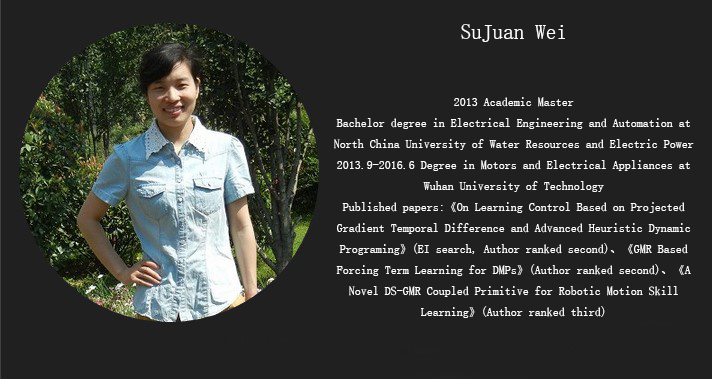 SuJuan Wei
2013 Academic Master
Bachelor degree in Electrical Engineering and Automation at
North China University of Water Resources and Electric Power
2013.9-2016.6 Degree in Motors and Electrical Appliances at
Wuhan University of Technology
Published papers:《On Learning Control Based on Projected
Gradient Temporal Difference and Advanced Heuristic Dynamic
Programing》(EI search, Author ranked second)、《GMR Based
Forcing Term Learning for DMPs》(Author ranked second)、《A
Novel DS-GMR Coupled Primitive for Robotic Motion Skill
Learning》(Author ranked third)